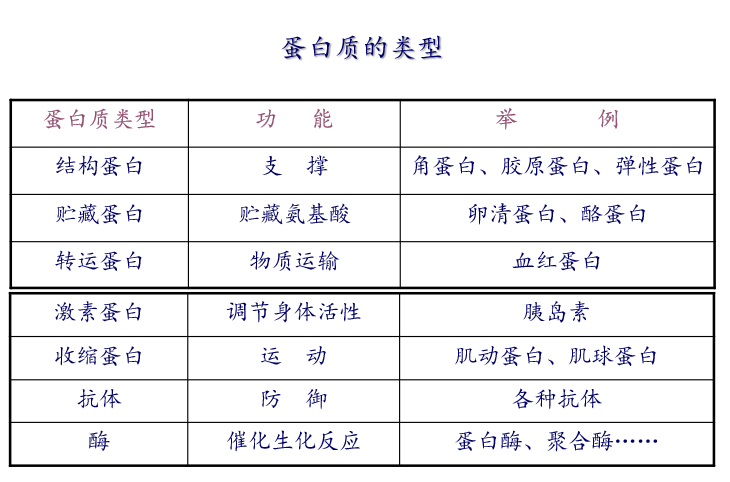 蛋白质的类型
蛋白质类型 功 能 举 例
结构蛋白 支 撑 角蛋白、胶原蛋白、弹性蛋白
贮藏蛋白 贮藏氨基酸 卵清蛋白、酪蛋白
转运蛋白 物质运输 血红蛋白
激素蛋白 调节身体活性 胰岛素
收缩蛋白 运 动 肌动蛋白、肌球蛋白
抗体 防 御 各种抗体
酶 催化生化反应 蛋白酶、聚合酶……